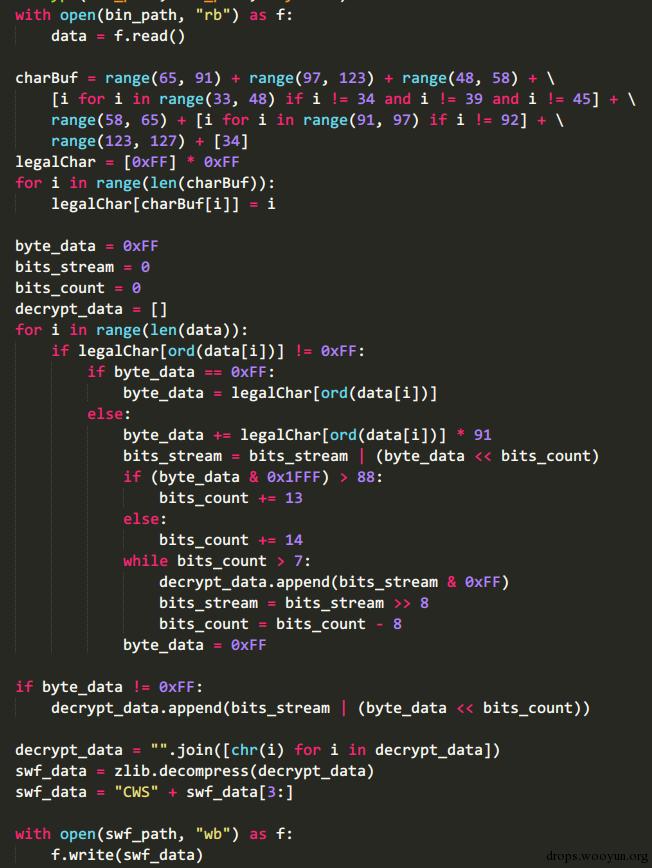 with open(bin_path, "rb") as f:
    data = f.read()

charBuf = range(65, 91) + range(97, 123) + range(48, 58) + \
    [i for i in range(33, 48) if i != 34 and i != 39 and i != 45] + \
    range(58, 65) + [i for i in range(91, 97) if i != 92] + \
    range(123, 127) + [34]
legalChar = [0xFF] * 0xFF
for i in range(len(charBuf)):
    legalChar[charBuf[i]] = i

byte_data = 0xFF
bits_stream = 0
bits_count = 0
decrypt_data = []
for i in range(len(data)):
    if legalChar[ord(data[i])] != 0xFF:
        if byte_data == 0xFF:
            byte_data = legalChar[ord(data[i])]
        else:
            byte_data += legalChar[ord(data[i])] * 91
            bits_stream = bits_stream | (byte_data << bits_count)
            if (byte_data & 0x1FFF) > 88:
                bits_count += 13
            else:
                bits_count += 14
            while bits_count > 7:
                decrypt_data.append(bits_stream & 0xFF)
                bits_stream = bits_stream >> 8
                bits_count = bits_count - 8
            byte_data = 0xFF

if byte_data != 0xFF:
    decrypt_data.append(bits_stream | (byte_data << bits_count))

decrypt_data = "".join([chr(i) for i in decrypt_data])
swf_data = zlib.decompress(decrypt_data)
swf_data = "CWS" + swf_data[3:]

with open(swf_path, "wb") as f:
    f.write(swf_data)
drops.wooyun.org